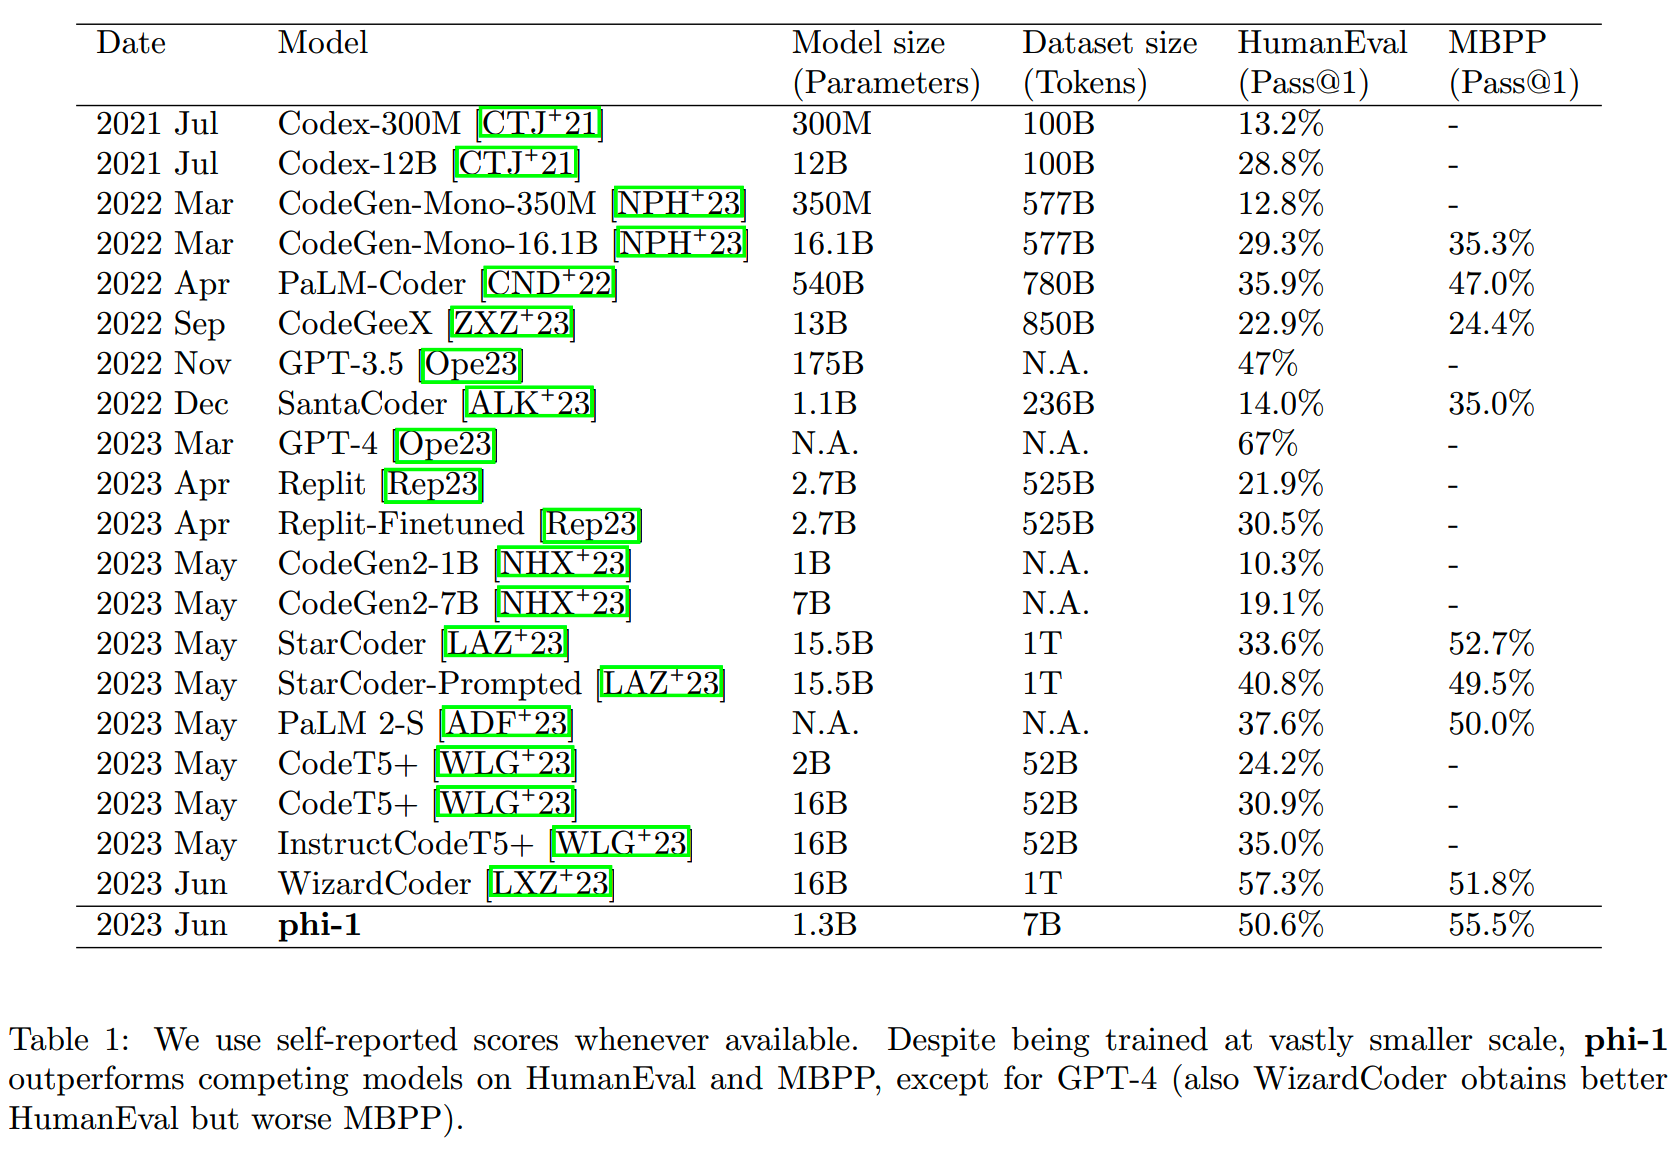 Date Model Model size Dataset size HumanEval MBPP
(Parameters) (Tokens) (Pass@1) (Pass@1)
2021 Jul Codex-300M [CTJ+21] 300M 100B 13.2% -
2021 Jul Codex-12B [CTJ+21] 12B 100B 28.8% -
2022 Mar CodeGen-Mono-350M [NPH+23] 350M 577B 12.8% -
2022 Mar CodeGen-Mono-16.1B [NPH+23] 16.1B 577B 29.3% 35.3%
2022 Apr PaLM-Coder [CND+22] 540B 780B 35.9% 47.0%
2022 Sep CodeGeeX [ZXZ+23] 13B 850B 22.9% 24.4%
2022 Nov GPT-3.5 [Ope23] 175B N.A. 47% -
2022 Dec SantaCoder [ALK+23] 1.1B 236B 14.0% 35.0%
2023 Mar GPT-4 [Ope23] N.A. N.A. 67% -
2023 Apr Replit [Rep23] 2.7B 525B 21.9% -
2023 Apr Replit-Finetuned [Rep23] 2.7B 525B 30.5% -
2023 May CodeGen2-1B [NHX+23] 1B N.A. 10.3% -
2023 May CodeGen2-7B [NHX+23] 7B N.A. 19.1% -
2023 May StarCoder [LAZ+23] 15.5B 1T 33.6% 52.7%
2023 May StarCoder-Prompted [LAZ+23] 15.5B 1T 40.8% 49.5%
2023 May PaLM 2-S [ADF+23] N.A. N.A. 37.6% 50.0%
2023 May CodeT5+ [WLG+23] 2B 52B 24.2% -
2023 May CodeT5+ [WLG+23] 16B 52B 30.9% -
2023 May InstructCodeT5+ [WLG+23] 16B 52B 35.0% -
2023 Jun WizardCoder [LXZ+23] 16B 1T 57.3% 51.8%
2023 Jun phi-1 1.3B 7B 50.6% 55.5%
Table 1: We use self-reported scores whenever available. Despite being trained at vastly smaller scale, phi-1
outperforms competing models on HumanEval and MBPP, except for GPT-4 (also WizardCoder obtains better
HumanEval but worse MBPP).